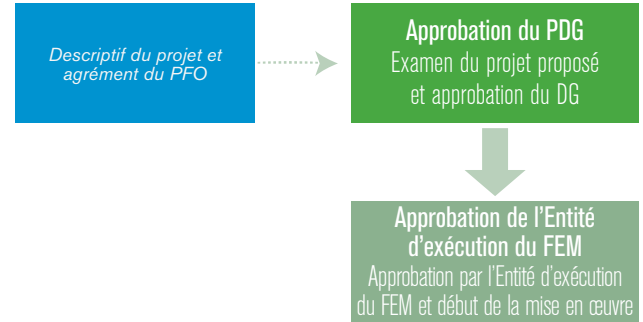 Descriptif du projet et
agrément du PFO
Approbation du PDG
Examen du projet proposé
et approbation du DG
Approbation de l'Entité
d'exécution du FEM
Approbation par l'Entité d'exécution
du FEM et début de la mise en œuvre